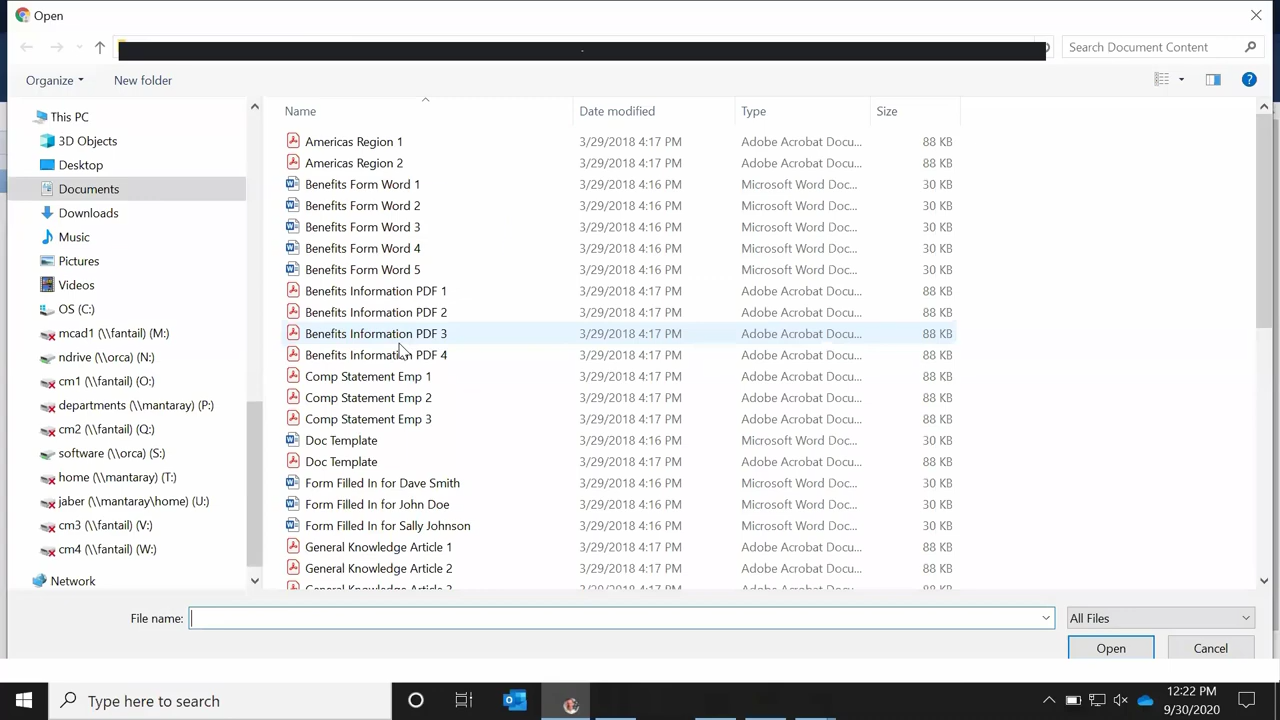 Open
Search Document Content
Organize
New folder
This PC
3D Objects
Desktop
Documents
Downloads
Music
Pictures
Videos
OS (C:)
mcad1 (\\fantail) (M:)
ndrive (\\orca) (N:)
cm1 (\\fantail) (O:)
departments (\\mantaray) (P:)
cm2 (\\fantail) (Q:)
software (\\orca) (S:)
home (\\mantaray) (T:)
jaber (\\mantaray\home) (U:)
cm3 (\\fantail) (V:)
cm4 (\\fantail) (W:)
Network
Name Date modified Type Size
Americas Region 1 3/29/2018 4:17 PM Adobe Acrobat Docu... 88 KB
Americas Region 2 3/29/2018 4:17 PM Adobe Acrobat Docu... 88 KB
Benefits Form Word 1 3/29/2018 4:16 PM Microsoft Word Doc... 30 KB
Benefits Form Word 2 3/29/2018 4:16 PM Microsoft Word Doc... 30 KB
Benefits Form Word 3 3/29/2018 4:16 PM Microsoft Word Doc... 30 KB
Benefits Form Word 4 3/29/2018 4:16 PM Microsoft Word Doc... 30 KB
Benefits Form Word 5 3/29/2018 4:16 PM Microsoft Word Doc... 30 KB
Benefits Information PDF 1 3/29/2018 4:17 PM Adobe Acrobat Docu... 88 KB
Benefits Information PDF 2 3/29/2018 4:17 PM Adobe Acrobat Docu... 88 KB
Benefits Information PDF 3 3/29/2018 4:17 PM Adobe Acrobat Docu... 88 KB
Benefits Information PDF 4 3/29/2018 4:17 PM Adobe Acrobat Docu... 88 KB
Comp Statement Emp 1 3/29/2018 4:17 PM Adobe Acrobat Docu... 88 KB
Comp Statement Emp 2 3/29/2018 4:17 PM Adobe Acrobat Docu... 88 KB
Comp Statement Emp 3 3/29/2018 4:17 PM Adobe Acrobat Docu... 88 KB
Doc Template 3/29/2018 4:16 PM Microsoft Word Doc... 30 KB
Doc Template 3/29/2018 4:17 PM Adobe Acrobat Docu... 88 KB
Form Filled In for Dave Smith 3/29/2018 4:16 PM Microsoft Word Doc... 30 KB
Form Filled In for John Doe 3/29/2018 4:16 PM Microsoft Word Doc... 30 KB
Form Filled In for Sally Johnson 3/29/2018 4:16 PM Microsoft Word Doc... 30 KB
General Knowledge Article 1 3/29/2018 4:17 PM Adobe Acrobat Docu... 88 KB
General Knowledge Article 2 3/29/2018 4:17 PM Adobe Acrobat Docu... 88 KB
File name:
All Files
Open
Cancel
Type here to search
12:22 PM
9/30/2020